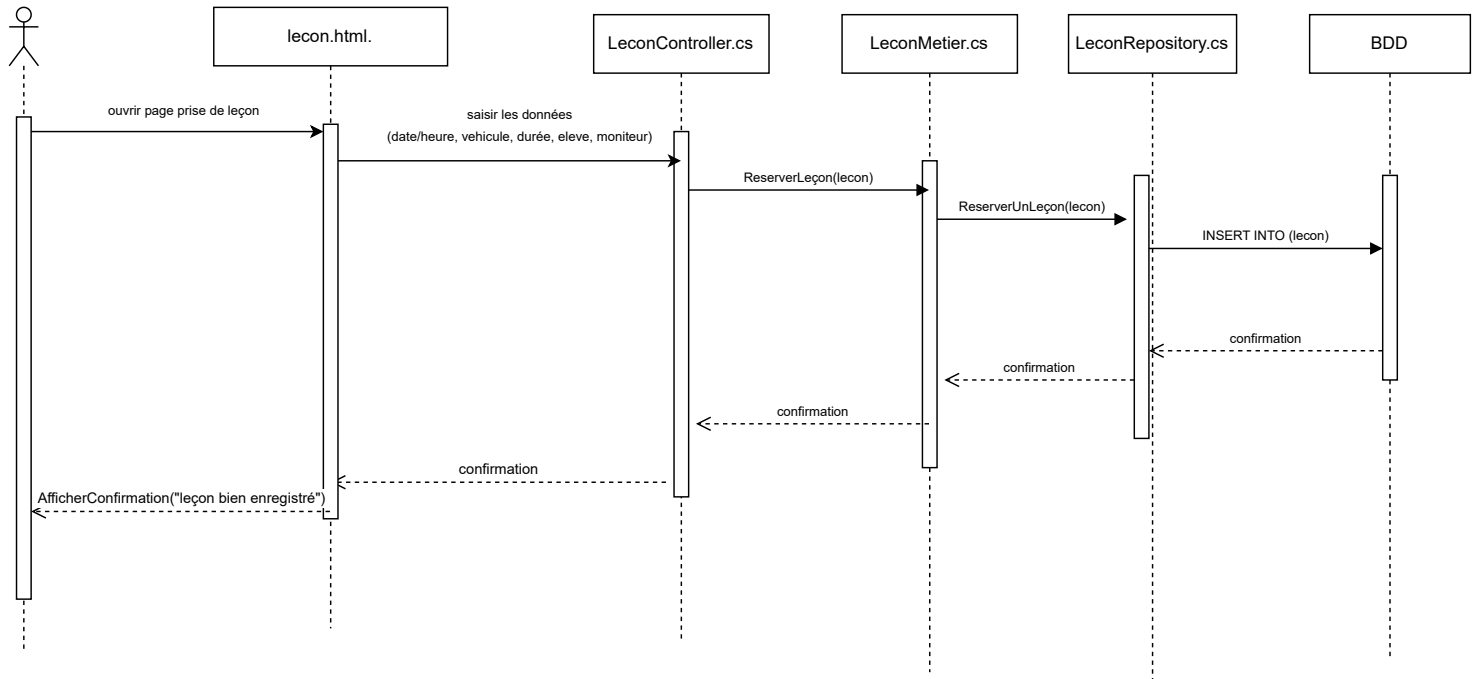 lecon.html.
LeconController.cs
LeconMetier.cs
LeconRepository.cs
BDD
ouvrir page prise de leçon
saisir les données
(date/heure, vehicule, durée, eleve, moniteur)
ReserverLeçon(lecon)
ReserverUnLeçon(lecon)
INSERT INTO (lecon)
confirmation
confirmation
confirmation
confirmation
AfficherConfirmation("leçon bien enregistré")